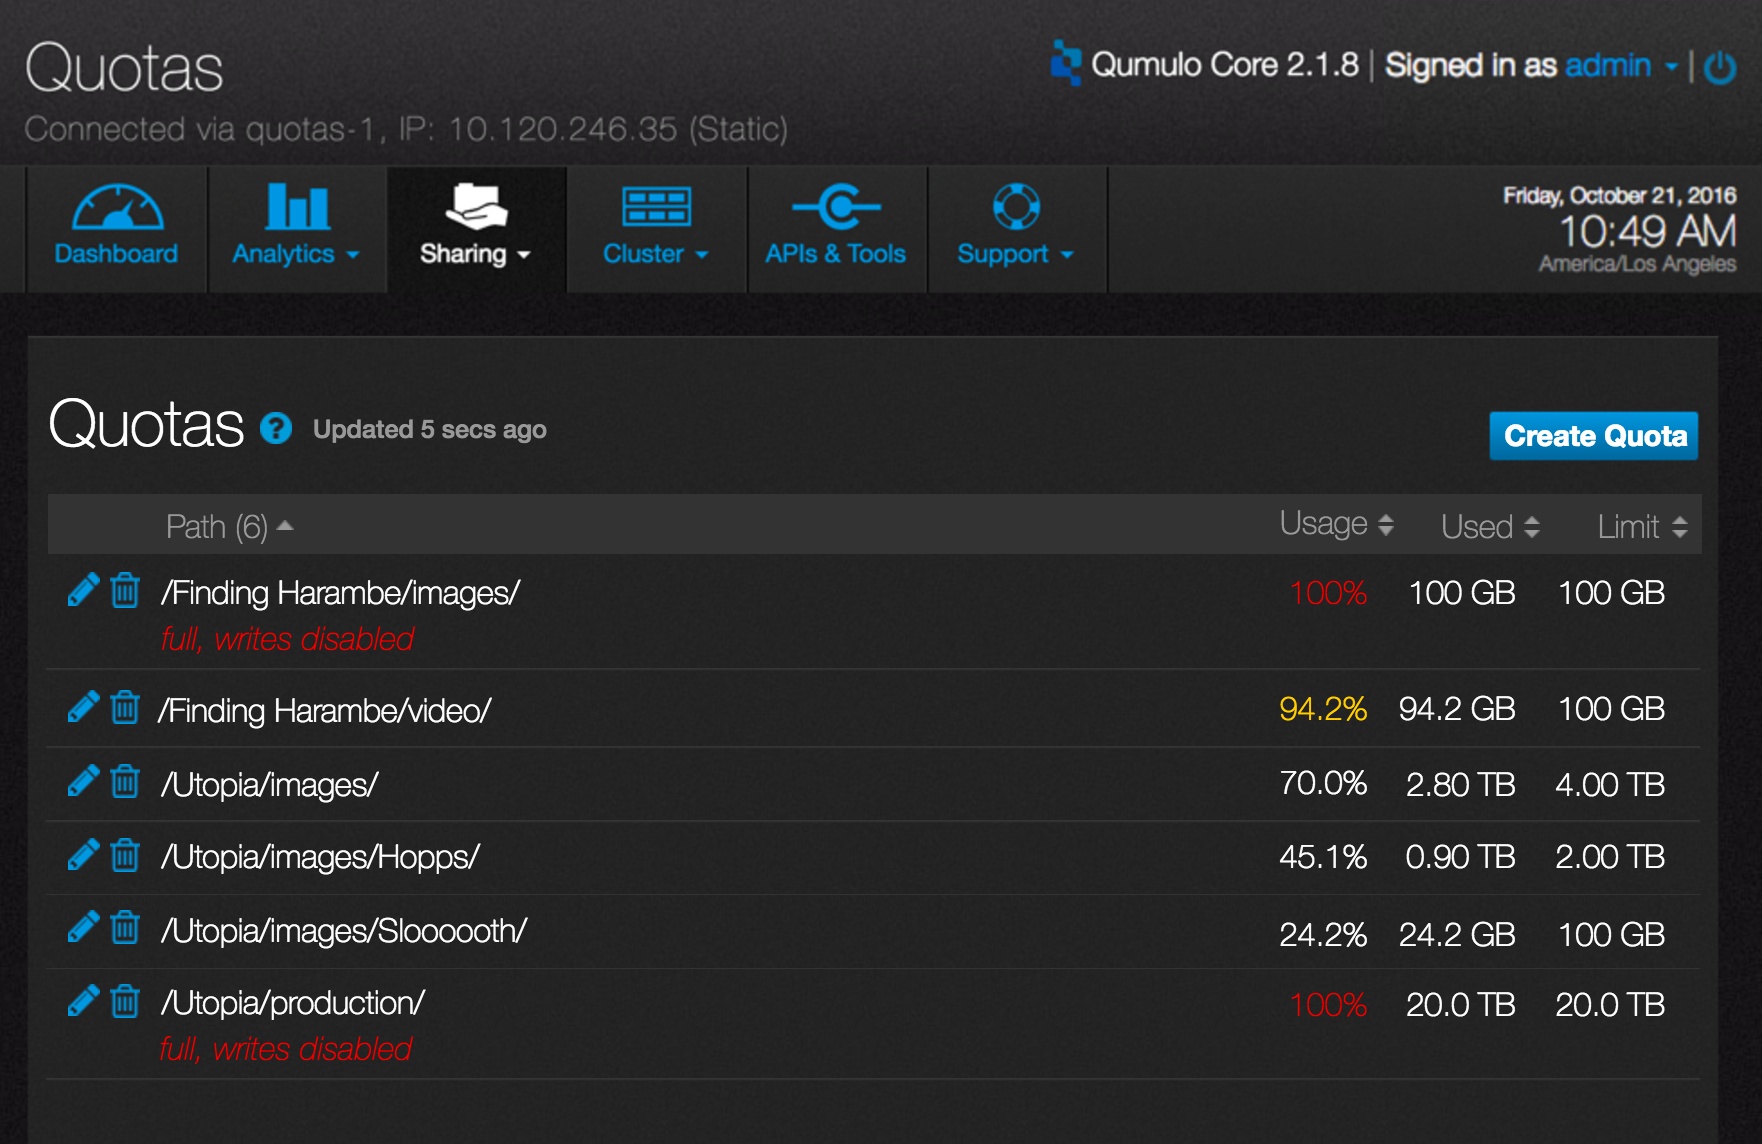 Quotas
Qumulo Core 2.1.8 | Signed in as admin |
Connected via quotas-1, IP: 10.120.246.35 (Static)
Dashboard
Analytics
Sharing
Cluster
APIs & Tools
Support
Friday, October 21, 2016
10:49 AM
America/Los Angeles
Quotas ? Updated 5 secs ago
Create Quota
Path (6) Usage Used Limit
/Finding Harambe/images/ 100% 100 GB 100 GB
full, writes disabled
/Finding Harambe/video/ 94.2% 94.2 GB 100 GB
/Utopia/images/ 70.0% 2.80 TB 4.00 TB
/Utopia/images/Hopps/ 45.1% 0.90 TB 2.00 TB
/Utopia/images/Sloooooth/ 24.2% 24.2 GB 100 GB
/Utopia/production/ 100% 20.0 TB 20.0 TB
full, writes disabled